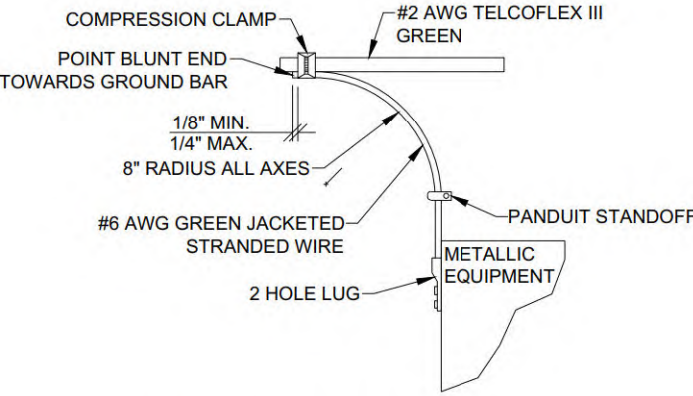 COMPRESSION CLAMP
#2 AWG TELCOFLEX III
GREEN
POINT BLUNT END
TOWARDS GROUND BAR
1/8" MIN.
1/4" MAX.
8" RADIUS ALL AXES
#6 AWG GREEN JACKETED
STRANDED WIRE
PANDUIT STANDOFF
METALLIC
EQUIPMENT
2 HOLE LUG